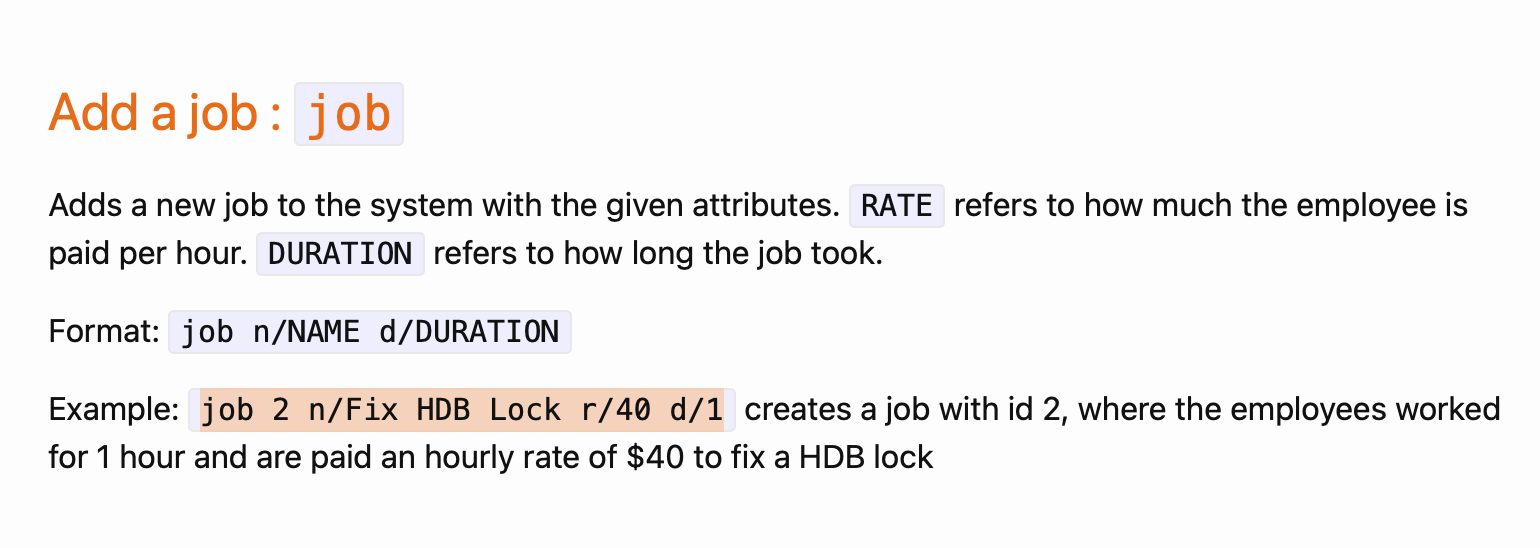 Add a job : job
Adds a new job to the system with the given attributes. RATE refers to how much the employee is
paid per hour. DURATION refers to how long the job took.
Format: job n/NAME d/DURATION
Example: job 2 n/Fix HDB Lock r/40 d/1 creates a job with id 2, where the employees worked
for 1 hour and are paid an hourly rate of $40 to fix a HDB lock